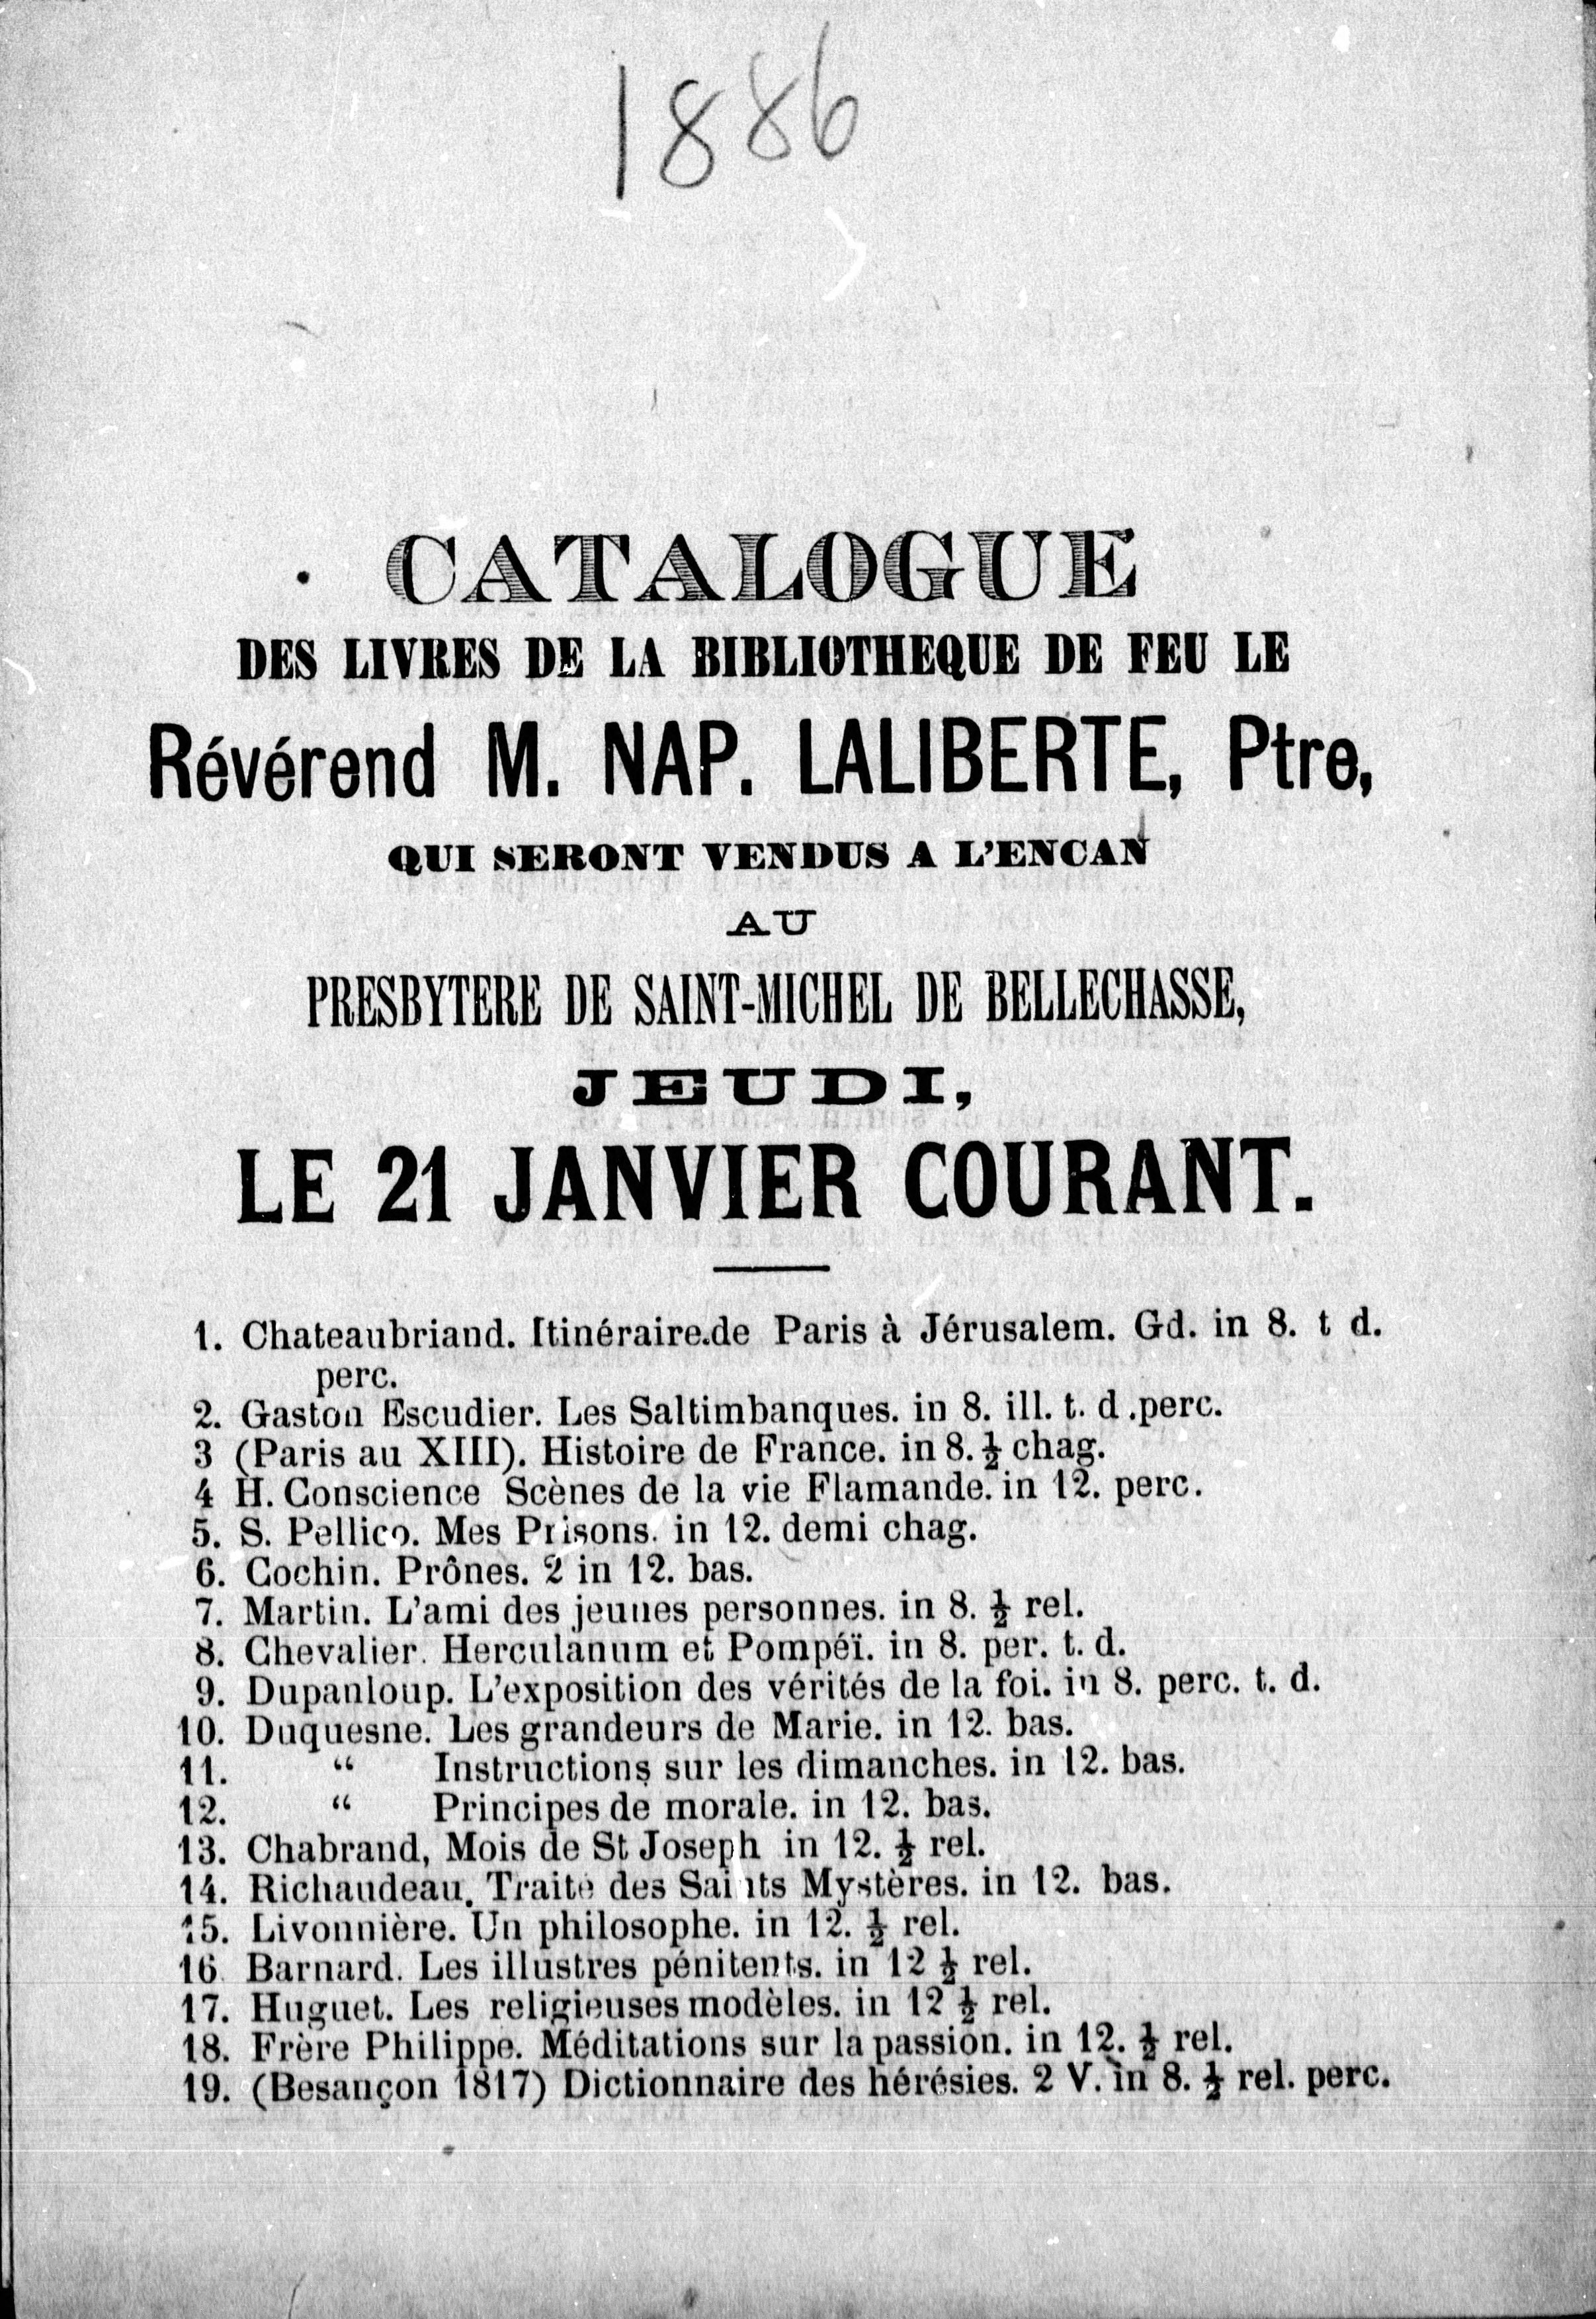 1886
CATALOGUE
DES LIVRES DE LA BIBLIOTHEQUE DE FEU LE
Révérend M. NAP. LALIBERTE, Ptre,
QUI SERONT VENDUS A L'ENCAN
AU
PRESBYTERE DE SAINT-MICHEL DE BELLECHASSE,
JEUDI,
LE 21 JANVIER COURANT.
1. Chateaubriand. Itinéraire.de Paris à Jérusalem. Gd. in 8. t d.
perc.
2. Gaston Escudier. Les Saltimbanques. in 8. ill. t. d .perc.
3 (Paris au XIII). Histoire de France. in 8. ½ chag.
4 H. Conscience Scènes de la vie Flamande. in 12. perc.
5. S. Pellico. Mes Prisons. in 12. demi chag.
6. Cochin. Prônes. 2 in 12. bas.
7. Martin. L'ami des jeunes personnes. in 8. ½ rel.
8. Chevalier. Herculanum et Pompéï. in 8. per. t. d.
9. Dupanloup. L'exposition des vérités de la foi. in 8. perc. t. d.
10. Duquesne. Les grandeurs de Marie. in 12. bas.
11. “ Instructions sur les dimanches. in 12. bas.
12. “ Principes de morale. in 12. bas.
13. Chabrand, Mois de St Joseph in 12. ½ rel.
14. Richaudeau. Traité des Saints Mystères. in 12. bas.
15. Livonnière. Un philosophe. in 12. ½ rel.
16 Barnard. Les illustres pénitents. in 12 ½ rel.
17. Huguet. Les religieuses modèles. in 12 ½ rel.
18. Frère Philippe. Méditations sur la passion. in 12. ½ rel.
19. (Besançon 1817) Dictionnaire des hérésies. 2 V. in 8. ½ rel. perc.